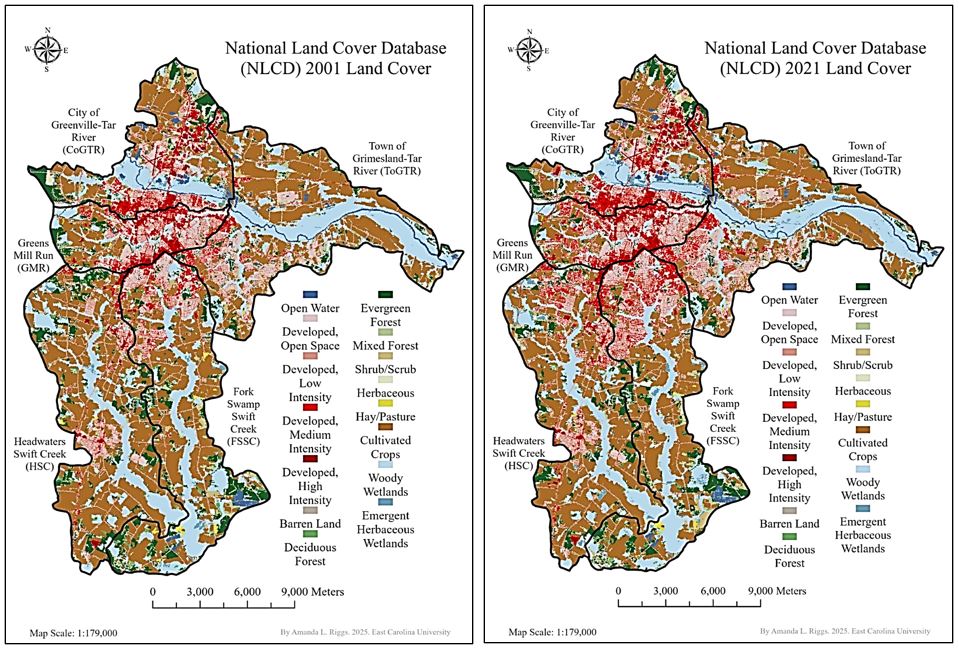 N
W E
S
National Land Cover Database
(NLCD) 2001 Land Cover
City of
Greenville-Tar
River
(CoGTR)
Town of
Grimesland-Tar
River (ToGTR)
Greens
Mill Run
(GMR)
Fork
Swamp
Swift
Creek
(FSSC)
Headwaters
Swift Creek
(HSC)
Open Water
Developed,
Open Space
Developed,
Low
Intensity
Developed,
Medium
Intensity
Developed,
High
Intensity
Barren Land
Deciduous
Forest
Evergreen
Forest
Mixed Forest
Shrub/Scrub
Herbaceous
Hay/Pasture
Cultivated
Crops
Woody
Wetlands
Emergent
Herbaceous
Wetlands
0 3,000 6,000 9,000 Meters
Map Scale: 1:179,000
By Amanda L. Riggs. 2025. East Carolina University
N
W E
S
National Land Cover Database
(NLCD) 2021 Land Cover
City of
Greenville-Tar
River
(CoGTR)
Town of
Grimesland-Tar
River (ToGTR)
Greens
Mill Run
(GMR)
Fork
Swamp
Swift
Creek
(FSSC)
Headwaters
Swift Creek
(HSC)
Open Water
Developed,
Open Space
Developed,
Low
Intensity
Developed,
Medium
Intensity
Developed,
High
Intensity
Barren Land
Deciduous
Forest
Evergreen
Forest
Mixed Forest
Shrub/Scrub
Herbaceous
Hay/Pasture
Cultivated
Crops
Woody
Wetlands
Emergent
Herbaceous
Wetlands
0 3,000 6,000 9,000 Meters
Map Scale: 1:179,000
By Amanda L. Riggs. 2025. East Carolina University